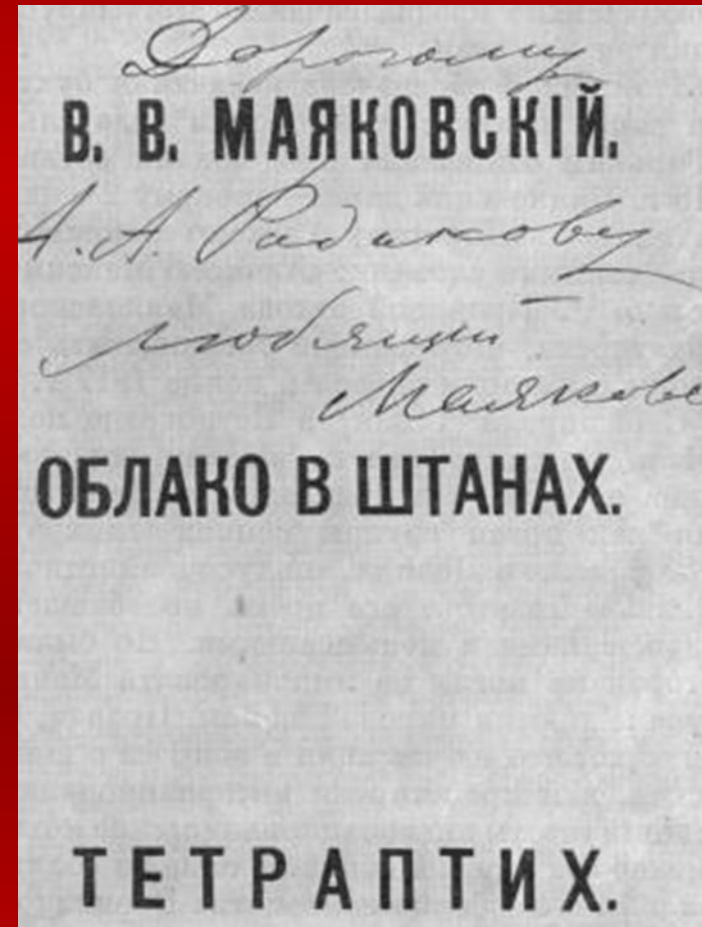 Дорогому
В. В. МАЯКОВСКІЙ.
А. А. Радакову
любящий
Маяковс
ОБЛАКО В ШТАНАХ.
ТЕТРАПТИХ.